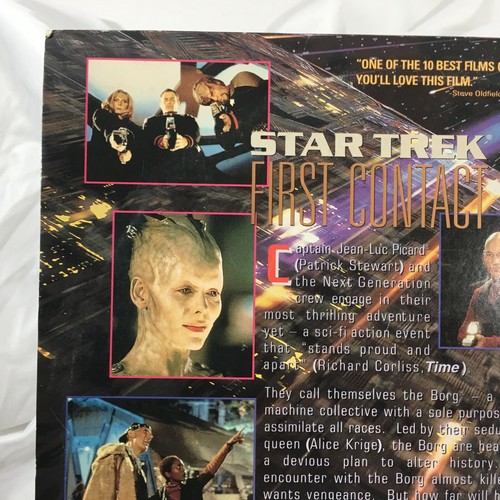 "ONE OF THE 10 BEST FILMS
YOU'LL LOVE THIS FILM."
-Steve Oldfield
STAR TREK
FIRST CONTACT
Captain Jean-Luc Picard
(Patrick Stewart) and
the Next Generation
crew engage in their
most thrilling adventure
yet – a sci-fi action event
that "stands proud and
apart" (Richard Corliss, Time).
They call themselves the Borg – a
machine collective with a sole purpos
assimilate all races. Led by their sedu
queen (Alice Krige), the Borg are hea
a devious plan to alter history.
encounter with the Borg almost kille
wants vengeance. But how far will